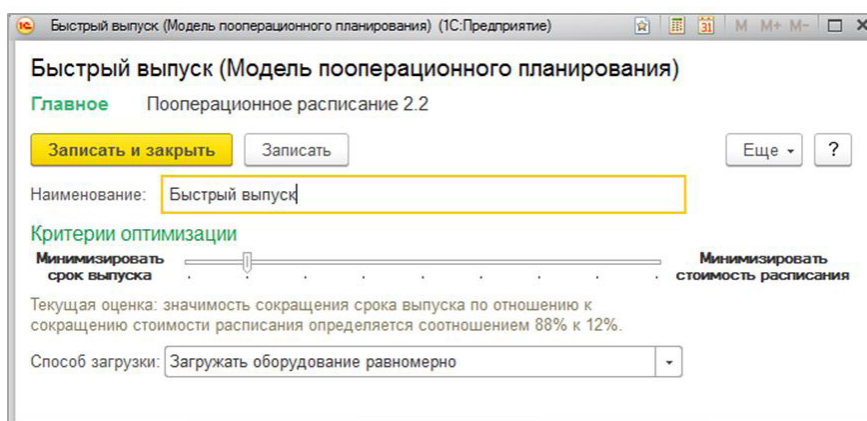 Быстрый выпуск (Модель пооперационного планирования) (1С:Предприятие)
31 M M+ M-
Быстрый выпуск (Модель пооперационного планирования)
Главное Пооперационное расписание 2.2
Записать и закрыть Записать Еще ?
Наименование: Быстрый выпуск
Критерии оптимизации
Минимизировать срок выпуска Минимизировать стоимость расписания
Текущая оценка: значимость сокращения срока выпуска по отношению к
сокращению стоимости расписания определяется соотношением 88% к 12%.
Способ загрузки: Загружать оборудование равномерно